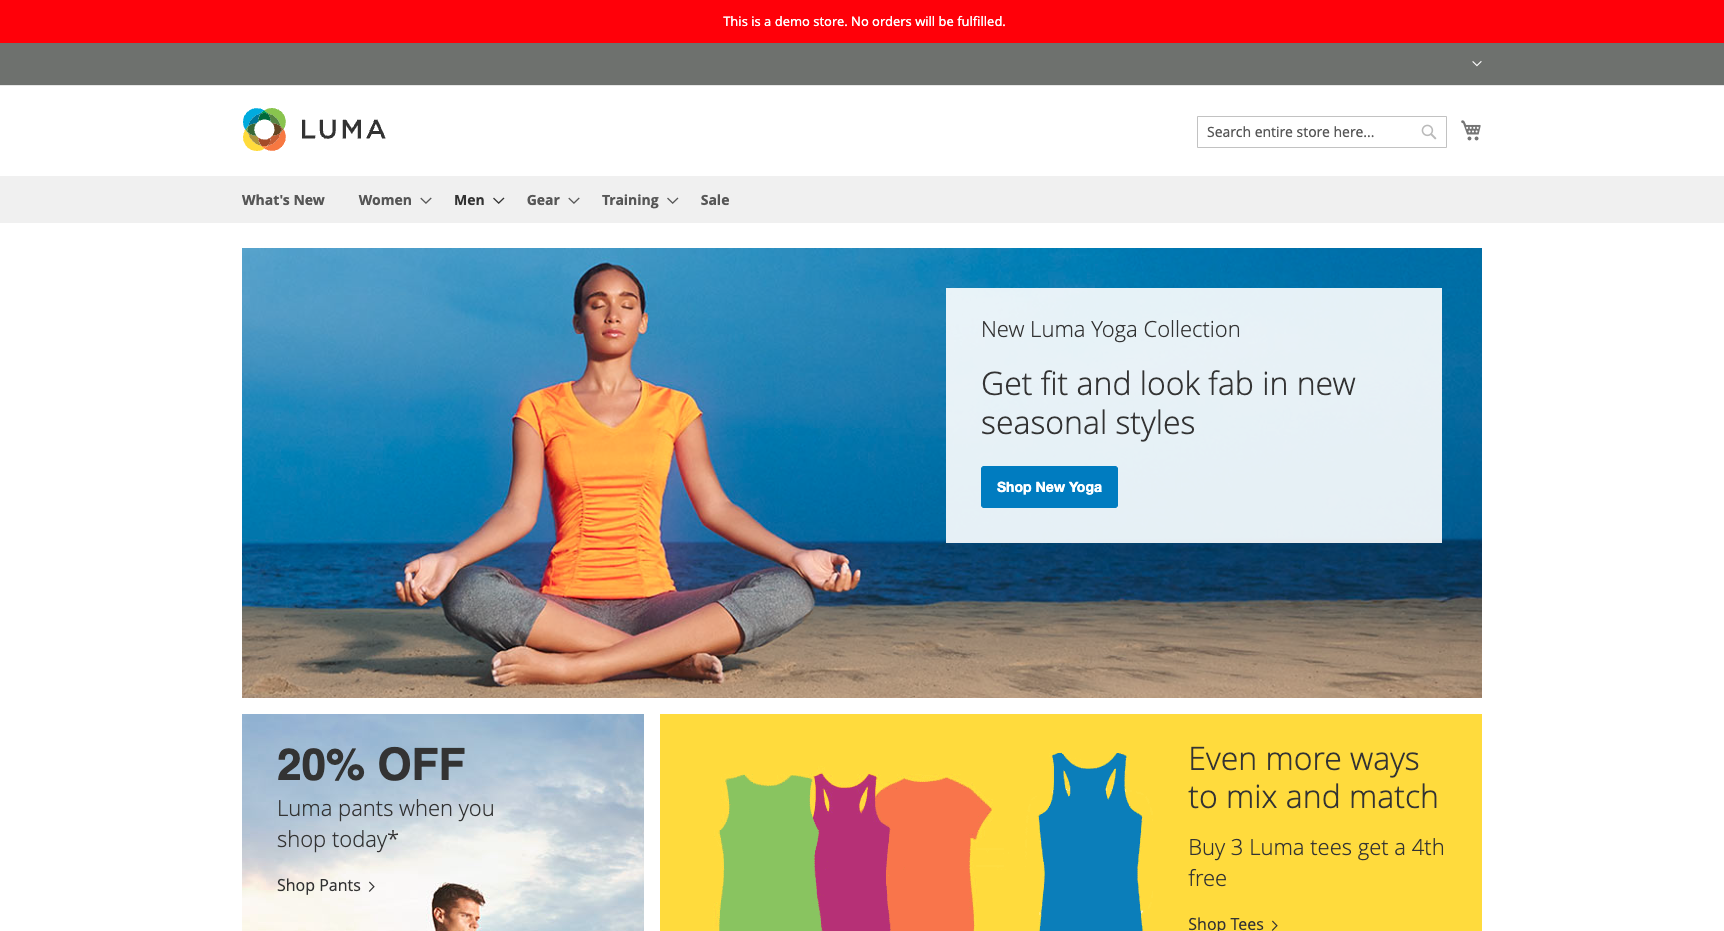 This is a demo store. No orders will be fulfilled.
LUMA
Search entire store here...
What's New Women Men Gear Training Sale
New Luma Yoga Collection
Get fit and look fab in new
seasonal styles
Shop New Yoga
20% OFF
Luma pants when you
shop today*
Shop Pants
Even more ways
to mix and match
Buy 3 Luma tees get a 4th
free
Shop Tees